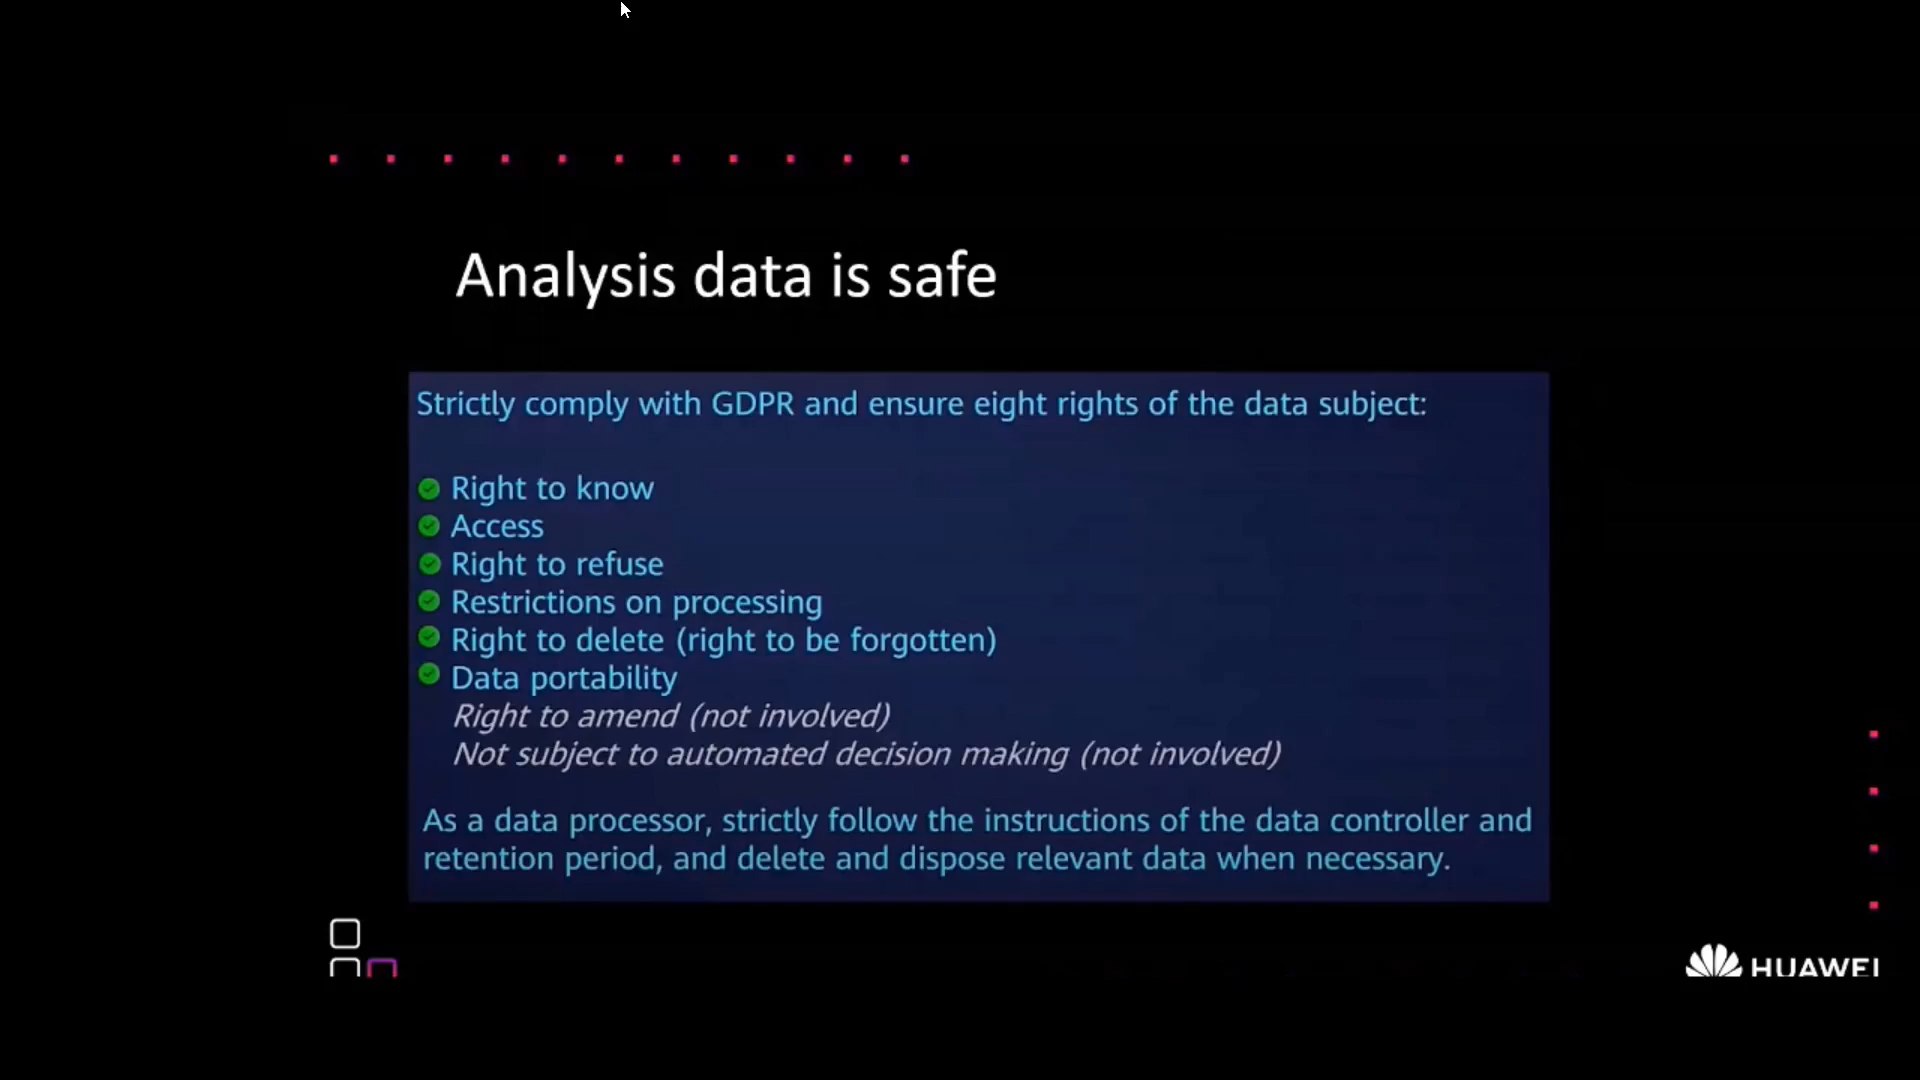 Analysis data is safe
Strictly comply with GDPR and ensure eight rights of the data subject:
Right to know
Access
Right to refuse
Restrictions on processing
Right to delete (right to be forgotten)
Data portability
Right to amend (not involved)
Not subject to automated decision making (not involved)
As a data processor, strictly follow the instructions of the data controller and
retention period, and delete and dispose relevant data when necessary.
HUAWEI